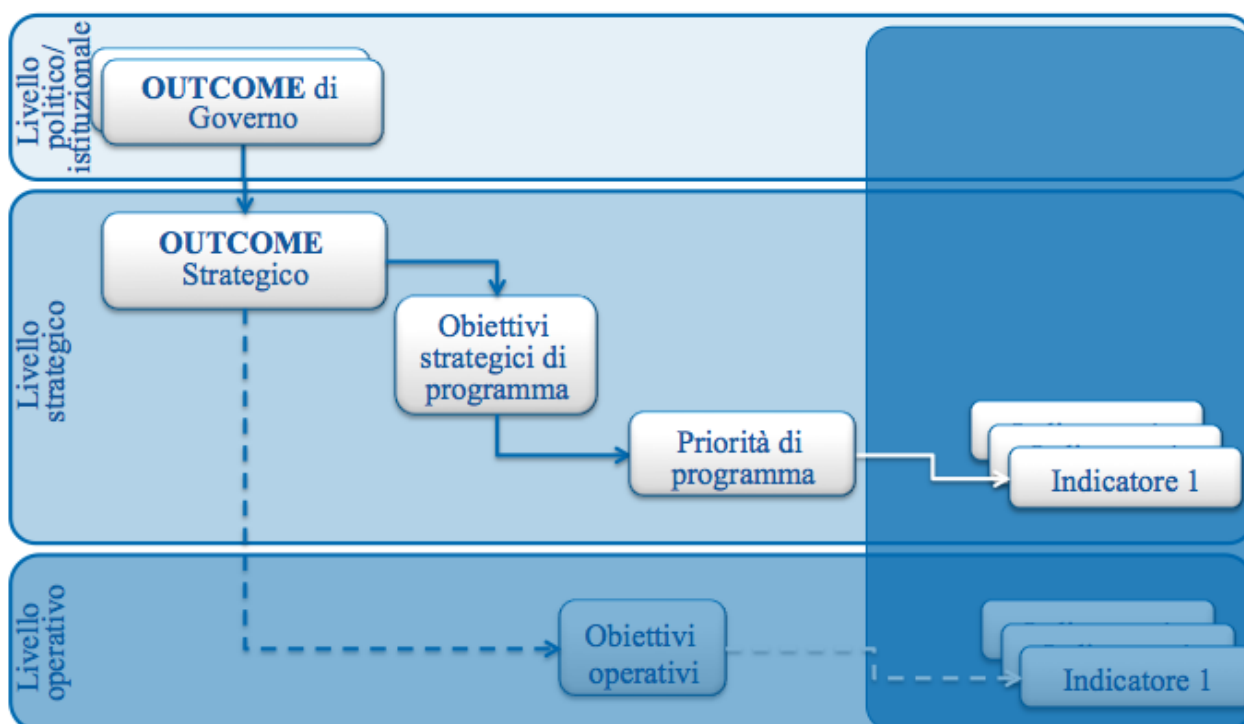 Livello
politico/
istituzionale
OUTCOME di
Governo
Livello
strategico
OUTCOME
Strategico
Obiettivi
strategici di
programma
Priorità di
programma
Indicatore 1
Livello
operativo
Obiettivi
operativi
Indicatore 1